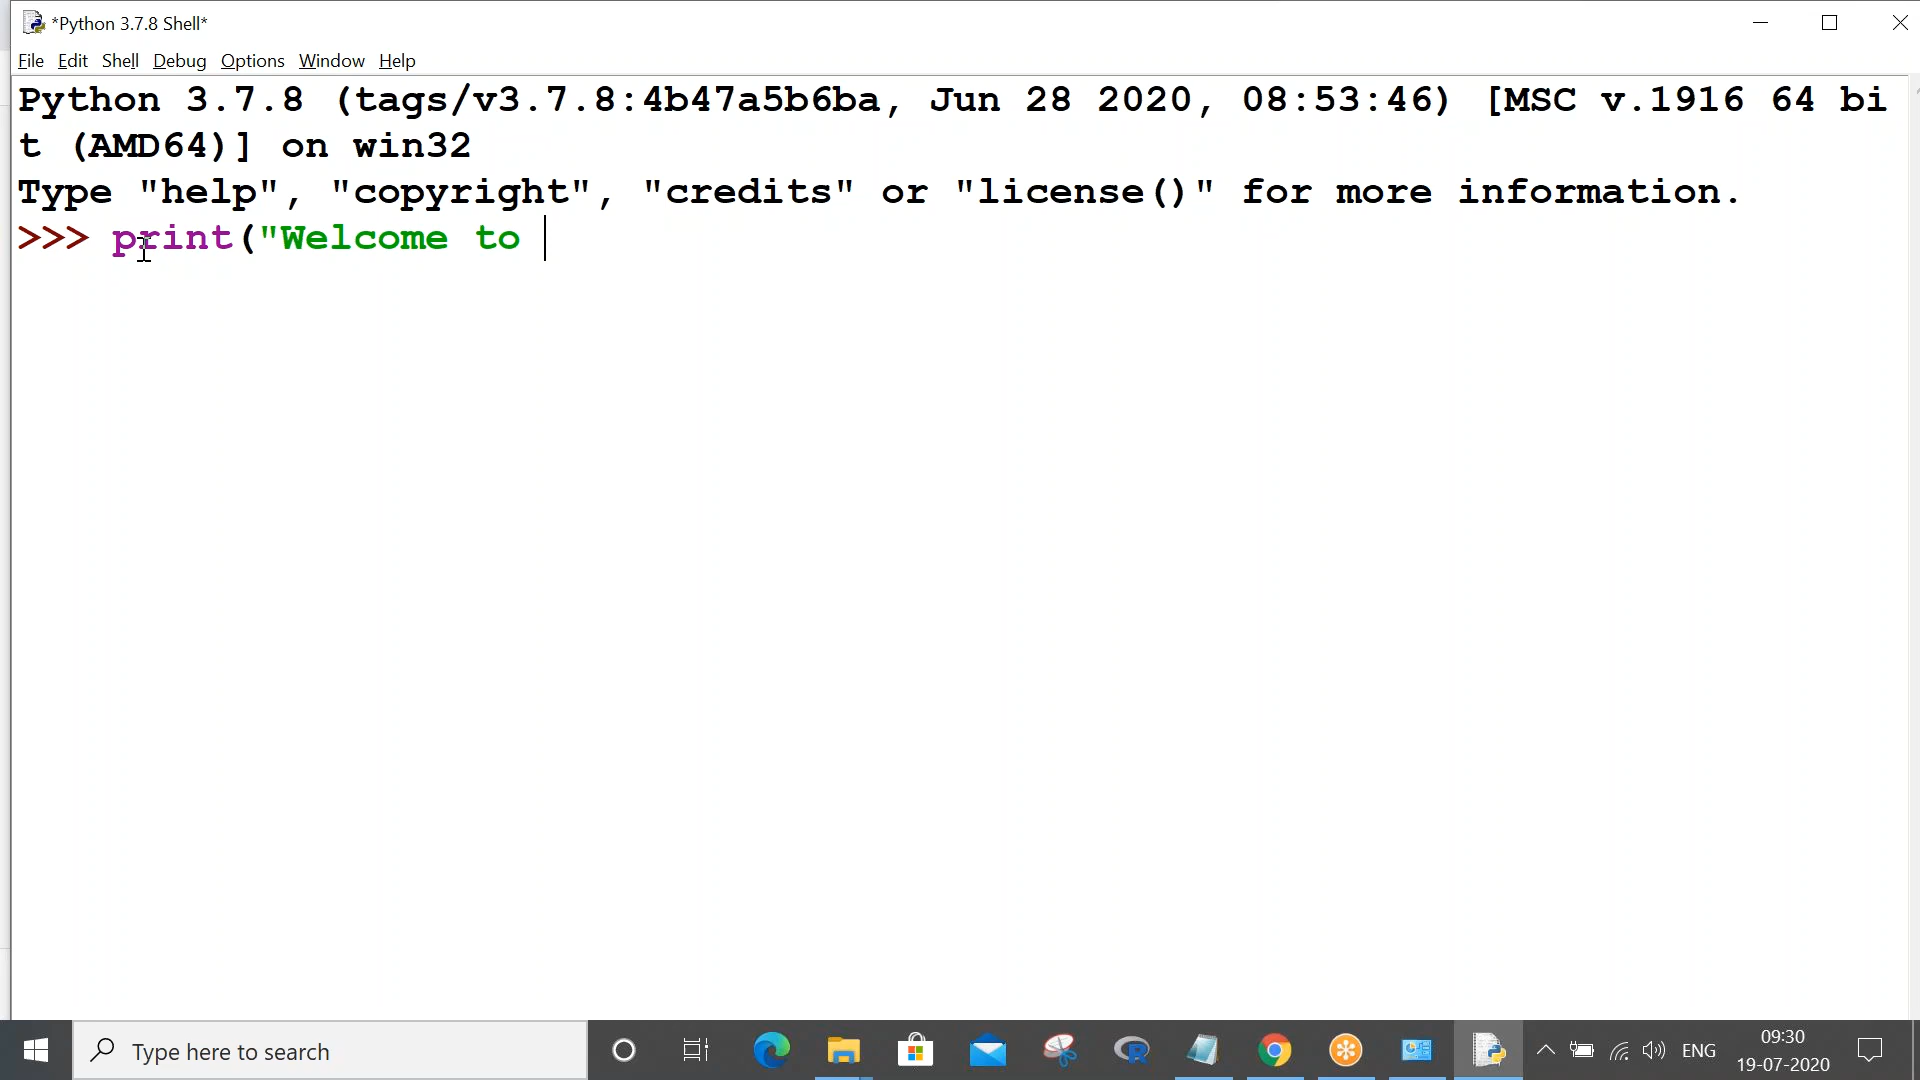 *Python 3.7.8 Shell*
File Edit Shell Debug Options Window Help
Python 3.7.8 (tags/v3.7.8:4b47a5b6ba, Jun 28 2020, 08:53:46) [MSC v.1916 64 bi
t (AMD64)] on win32
Type "help", "copyright", "credits" or "license()" for more information.
>>> print("Welcome to
Type here to search
ENG
09:30
19-07-2020